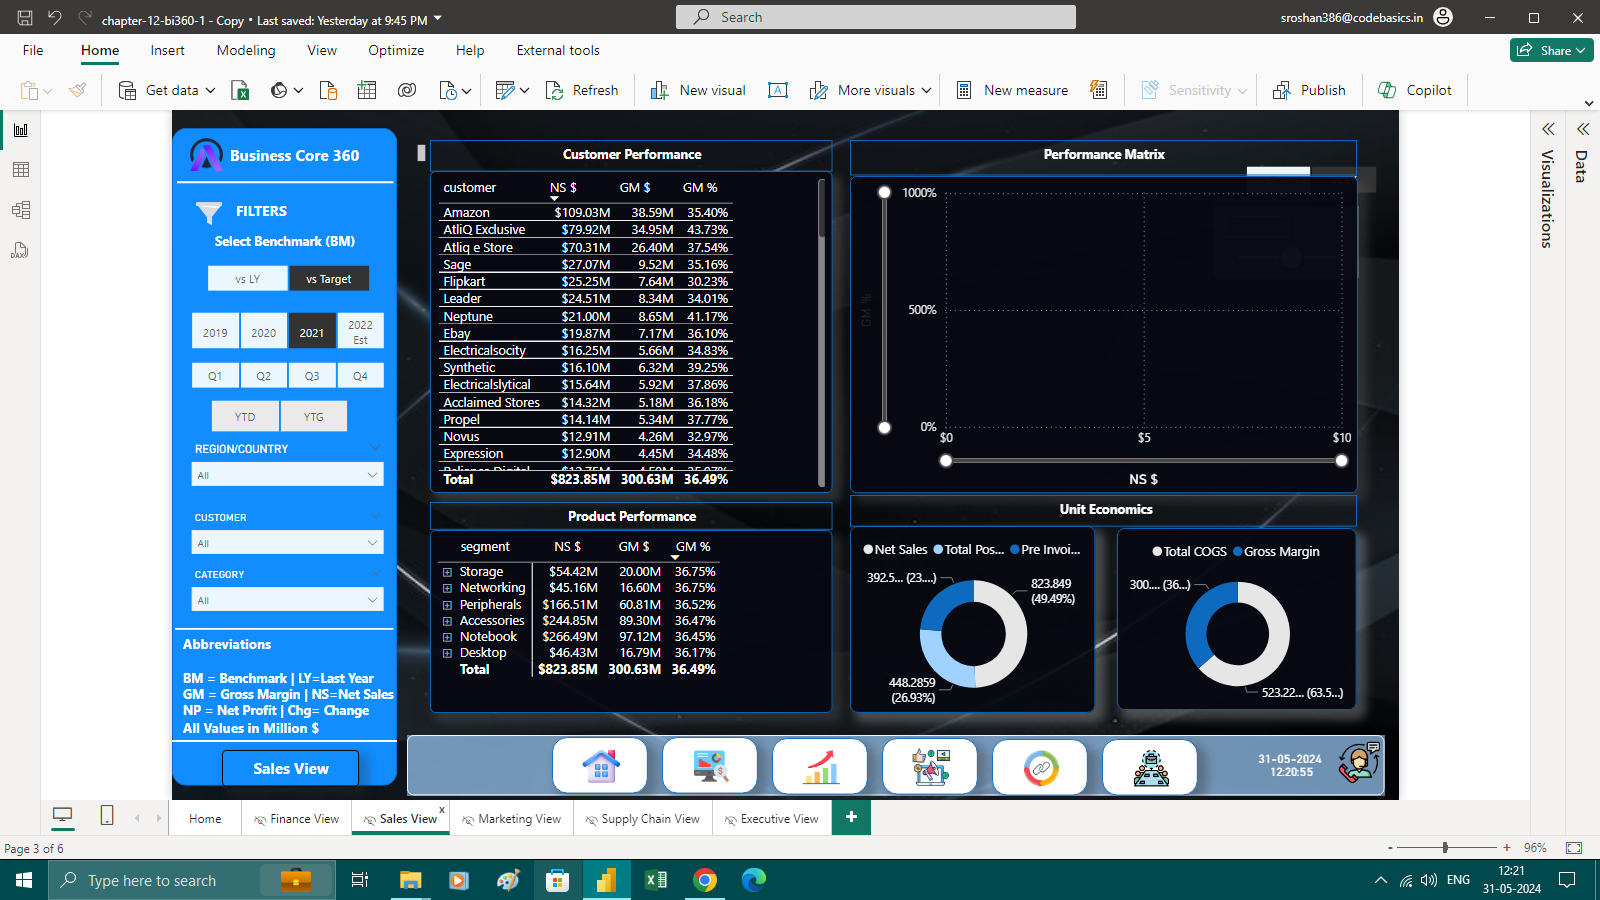 chapter-12-bi360-1 - Copy • Last saved: Yesterday at 9:45 PM
Search
sroshan386@codebasics.in
File Home Insert Modeling View Optimize Help External tools
Share
Get data
Refresh
New visual
More visuals
New measure
Sensitivity
Publish
Copilot
Business Core 360
FILTERS
Select Benchmark (BM)
vs LY vs Target
2019 2020 2021 2022 Est
Q1 Q2 Q3 Q4
YTD YTG
REGION/COUNTRY
All
CUSTOMER
All
CATEGORY
All
Abbreviations
BM = Benchmark | LY=Last Year
GM = Gross Margin | NS=Net Sales
NP = Net Profit | Chg= Change
All Values in Million $
Sales View
Customer Performance
customer NS $ GM $ GM %
Amazon $109.03M 38.59M 35.40%
AtliQ Exclusive $79.92M 34.95M 43.73%
Atliq e Store $70.31M 26.40M 37.54%
Sage $27.07M 9.52M 35.16%
Flipkart $25.25M 7.64M 30.23%
Leader $24.51M 8.34M 34.01%
Neptune $21.00M 8.65M 41.17%
Ebay $19.87M 7.17M 36.10%
Electricalsocity $16.25M 5.66M 34.83%
Synthetic $16.10M 6.32M 39.25%
Electricalslytical $15.64M 5.92M 37.86%
Acclaimed Stores $14.32M 5.18M 36.18%
Propel $14.14M 5.34M 37.77%
Novus $12.91M 4.26M 32.97%
Expression $12.90M 4.45M 34.48%
Total $823.85M 300.63M 36.49%
Product Performance
segment NS $ GM $ GM %
Storage $54.42M 20.00M 36.75%
Networking $45.16M 16.60M 36.75%
Peripherals $166.51M 60.81M 36.52%
Accessories $244.85M 89.30M 36.47%
Notebook $266.49M 97.12M 36.45%
Desktop $46.43M 16.79M 36.17%
Total $823.85M 300.63M 36.49%
Performance Matrix
1000%
500%
0%
GM %
$0 $5 $10
NS $
Unit Economics
Net Sales Total Pos... Pre Invoi...
392.5... (23....)
823.849
(49.49%)
448.2859
(26.93%)
Total COGS Gross Margin
300.... (36...)
523.22... (63.5...)
31-05-2024
12:20:55
Visualizations
Data
DAX
Home Finance View Sales View x Marketing View Supply Chain View Executive View +
Page 3 of 6
- + 96%
Type here to search
ENG
12:21
31-05-2024